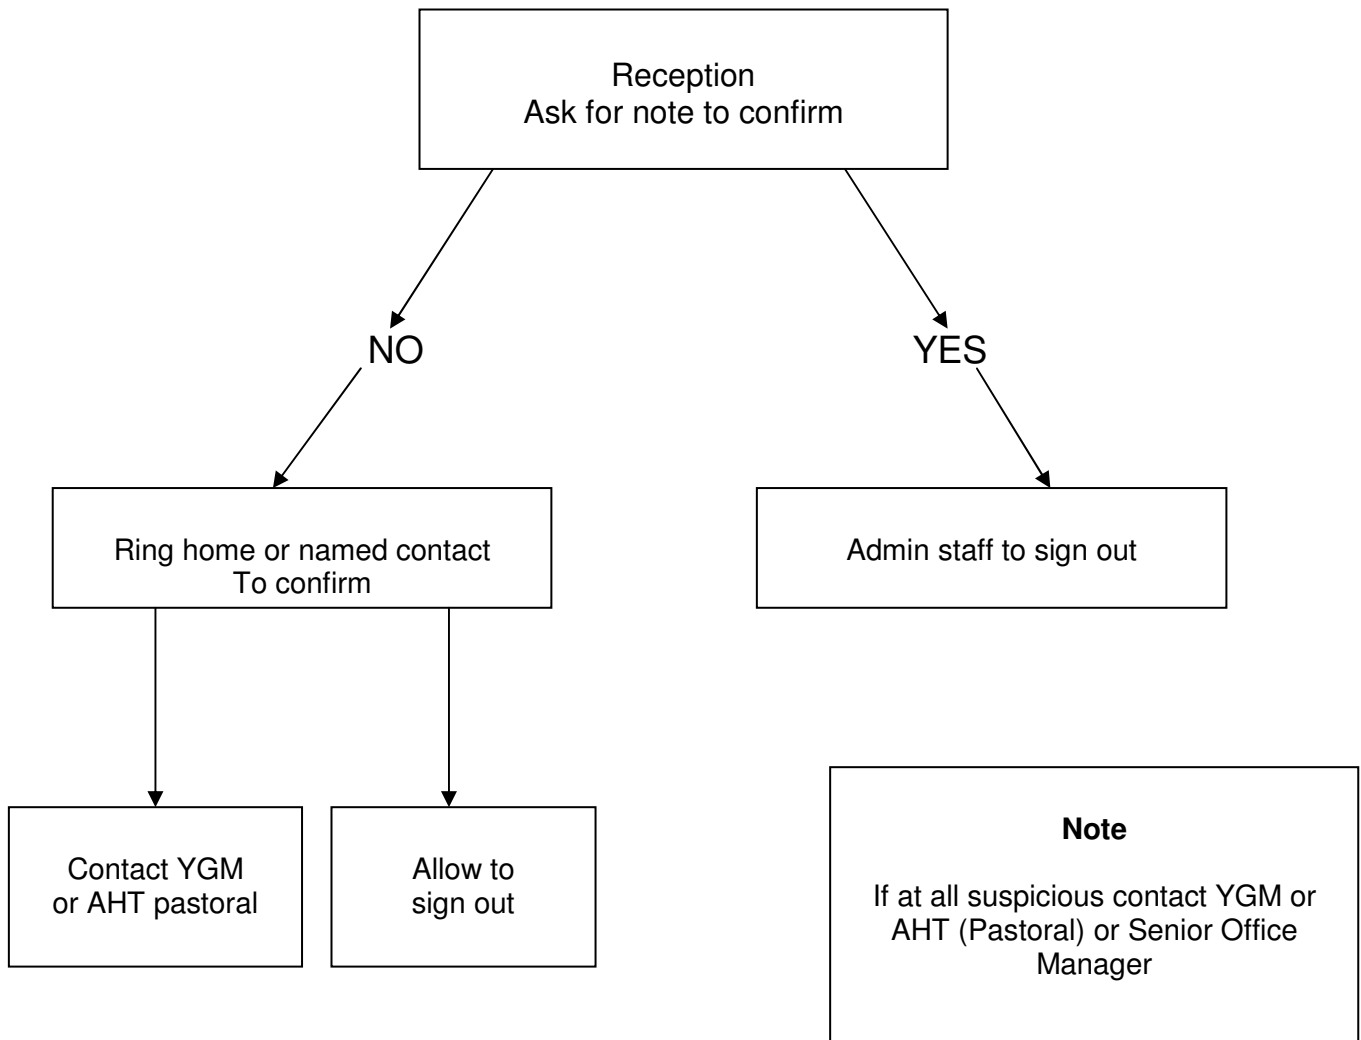 Reception
Ask for note to confirm
NO
YES
Ring home or named contact
To confirm
Admin staff to sign out
Contact YGM
or AHT pastoral
Allow to
sign out
Note
If at all suspicious contact YGM or
AHT (Pastoral) or Senior Office
Manager